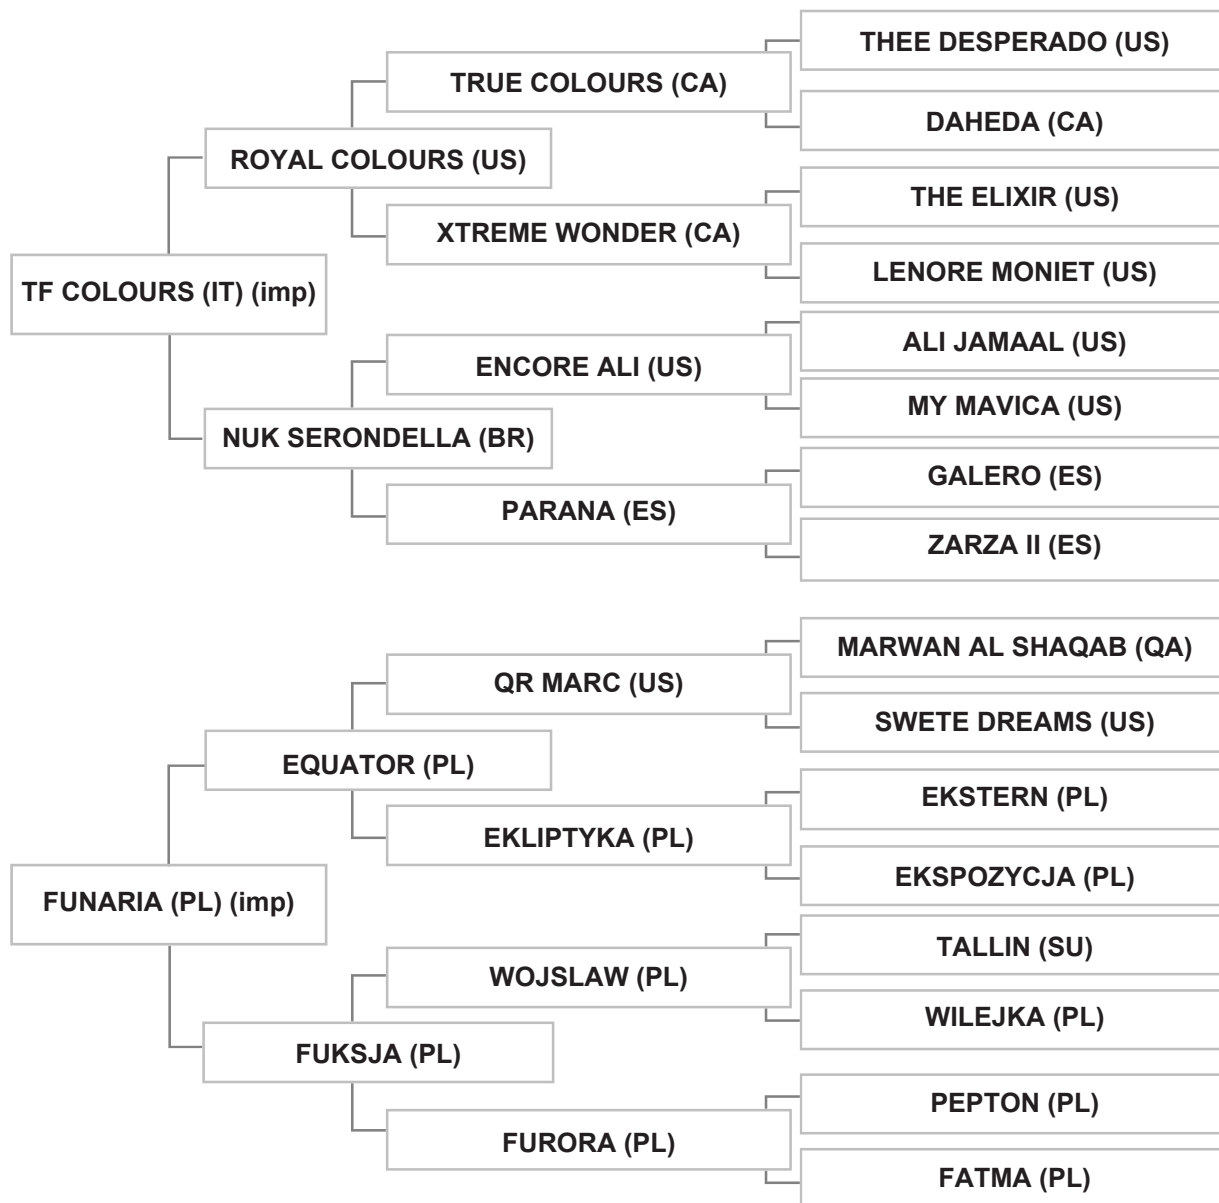 THEE DESPERADO (US)
TRUE COLOURS (CA)
DAHEDA (CA)
ROYAL COLOURS (US)
THE ELIXIR (US)
XTREME WONDER (CA)
LENORE MONIET (US)
TF COLOURS (IT) (imp)
ALI JAMAAL (US)
ENCORE ALI (US)
MY MAVICA (US)
NUK SERONDELLA (BR)
GALERO (ES)
PARANA (ES)
ZARZA II (ES)
MARWAN AL SHAQAB (QA)
QR MARC (US)
SWETE DREAMS (US)
EQUATOR (PL)
EKSTERN (PL)
EKLIPTYKA (PL)
EKSPOZYCJA (PL)
FUNARIA (PL) (imp)
TALLIN (SU)
WOJSLAW (PL)
WILEJKA (PL)
FUKSJA (PL)
PEPTON (PL)
FURORA (PL)
FATMA (PL)